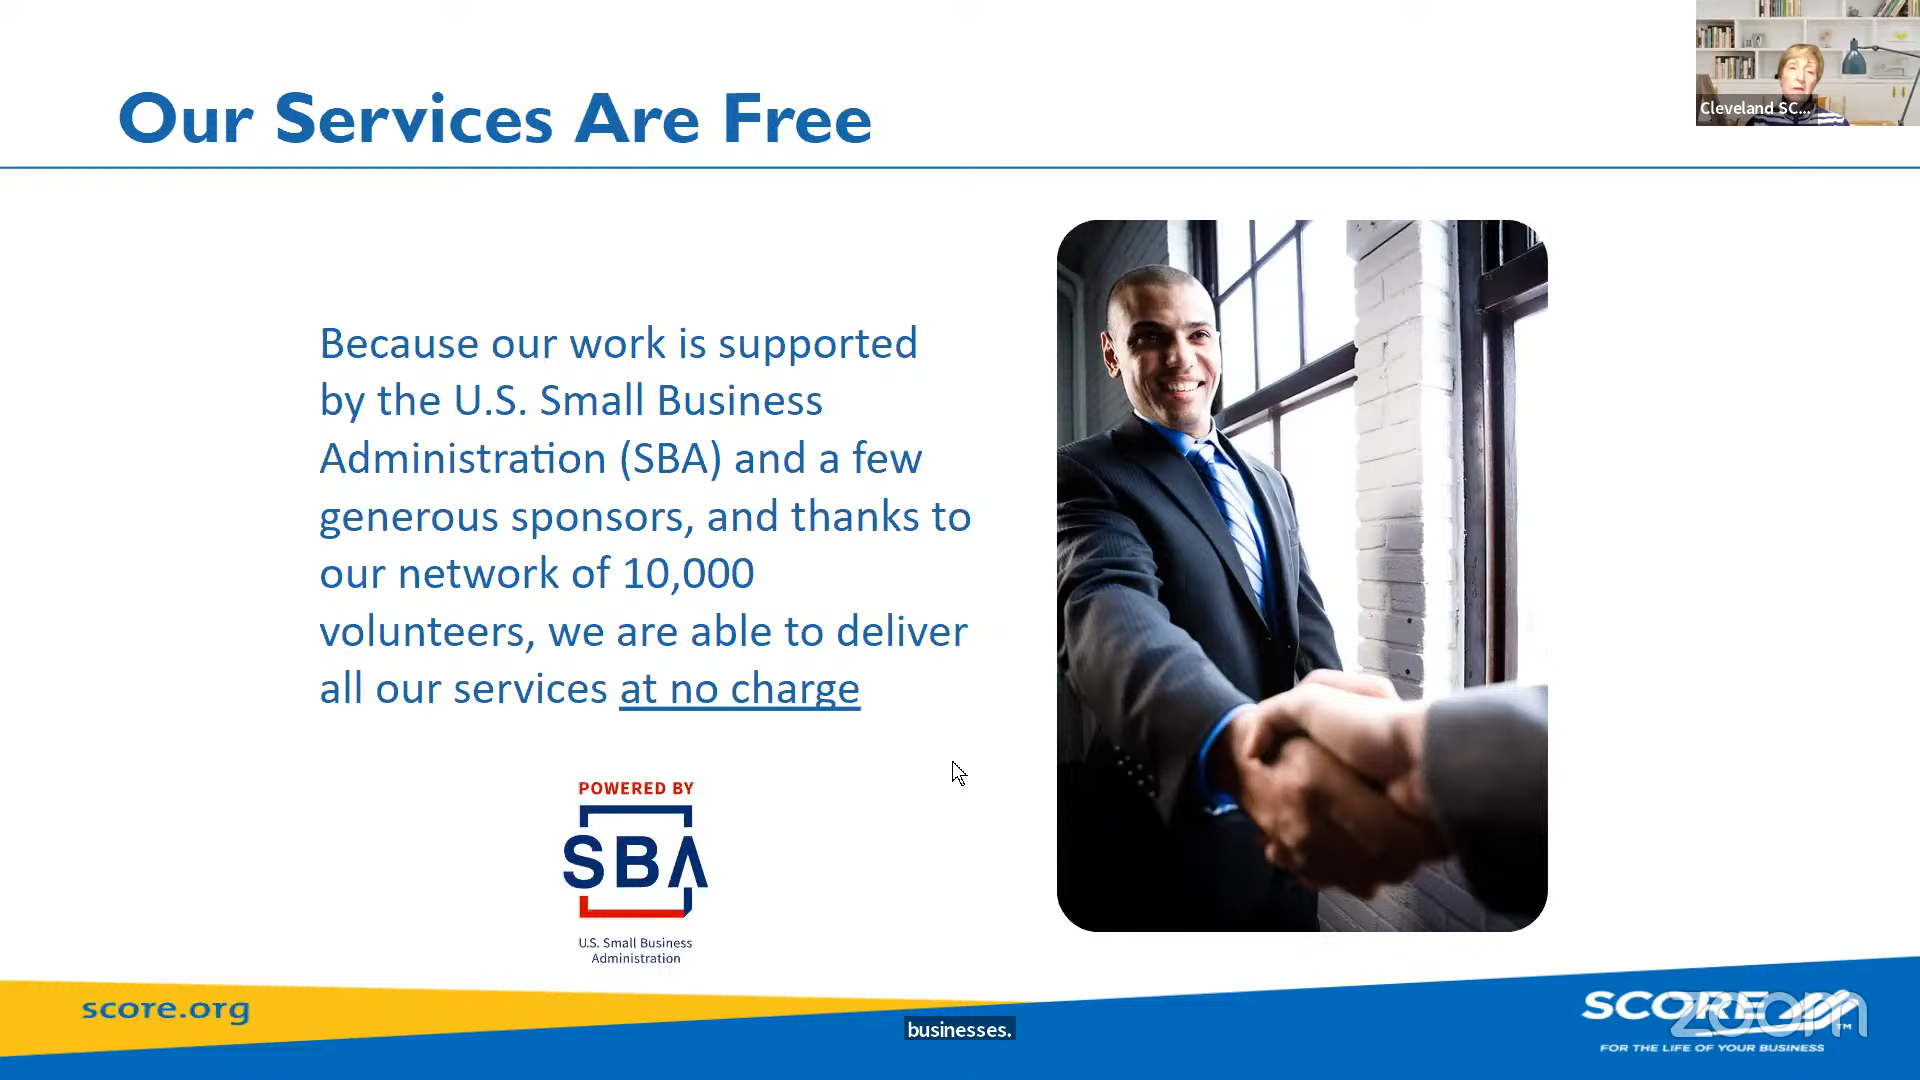 Our Services Are Free
Cleveland SC...
Because our work is supported
by the U.S. Small Business
Administration (SBA) and a few
generous sponsors, and thanks to
our network of 10,000
volunteers, we are able to deliver
all our services at no charge
POWERED BY
SBA
U.S. Small Business
Administration
score.org
businesses.
SCORE
zoom
TM
FOR THE LIFE OF YOUR BUSINESS